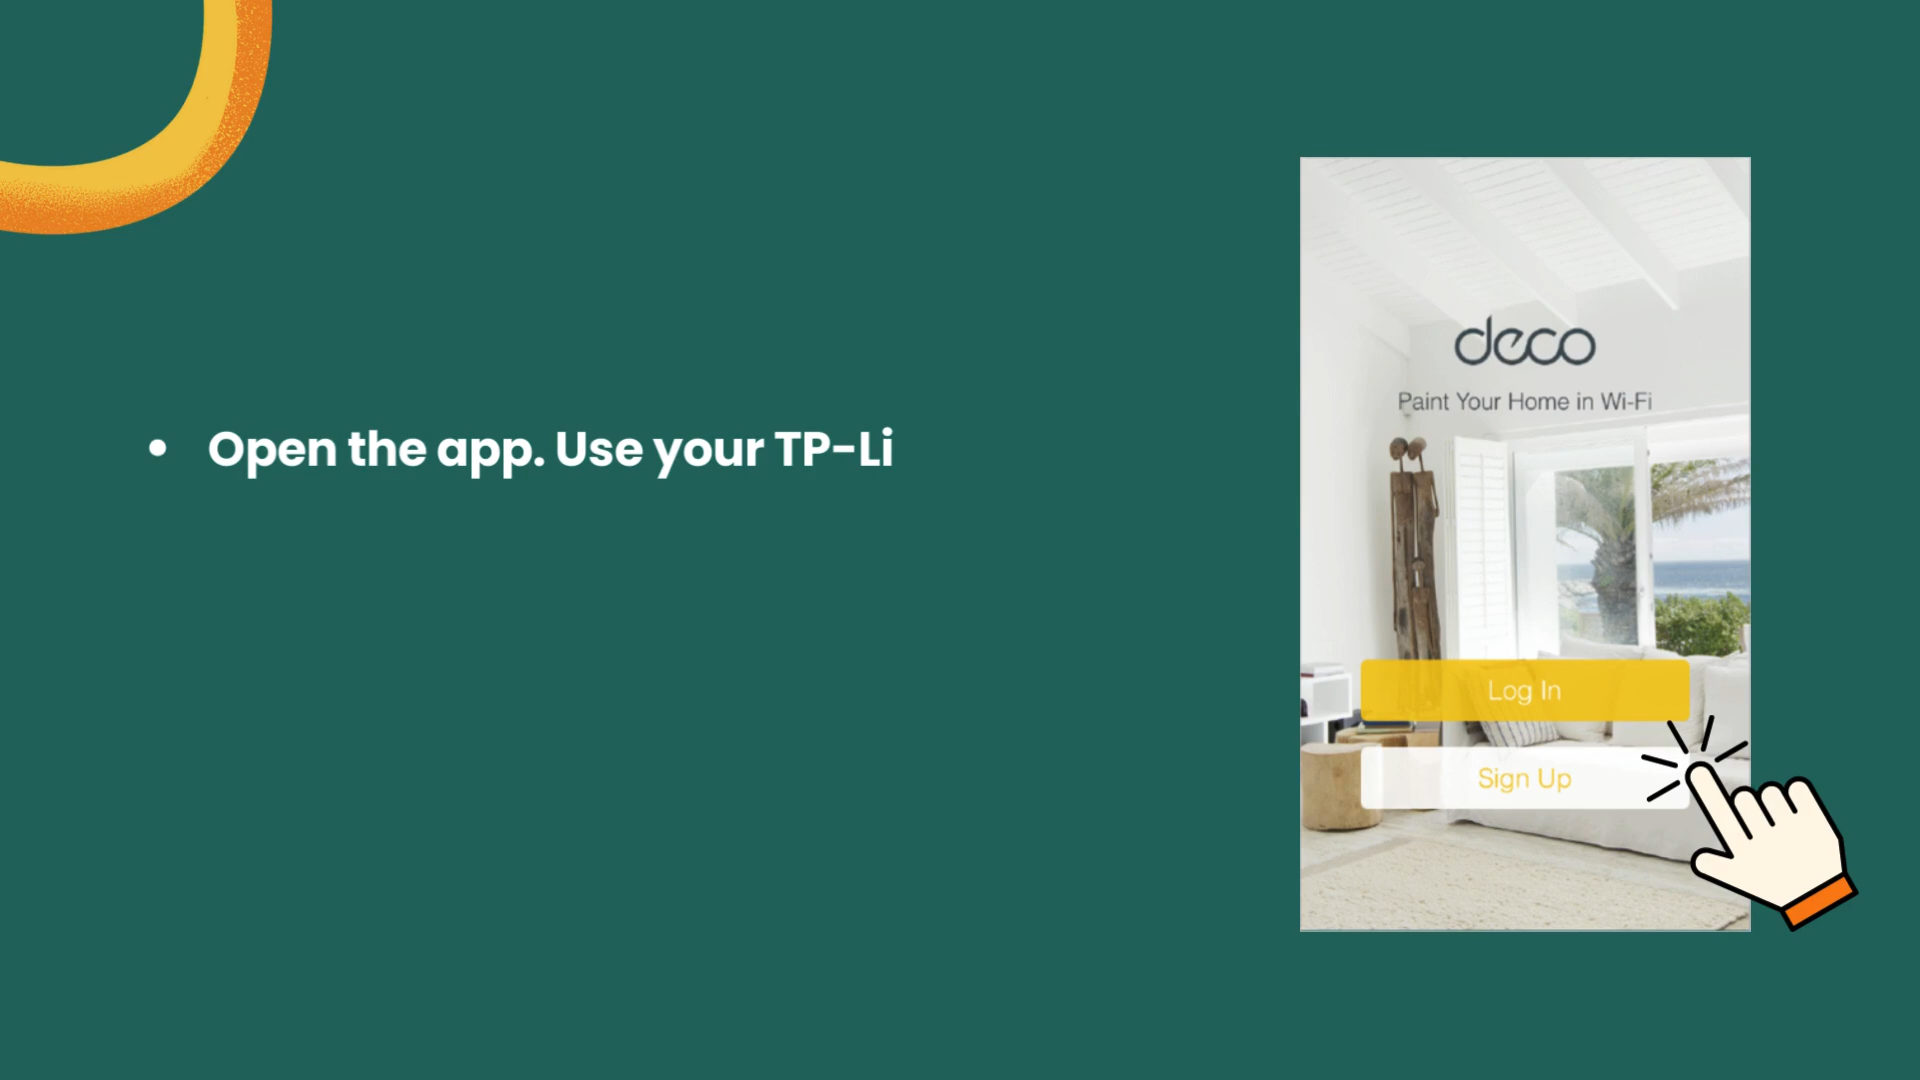 • Open the app. Use your TP-Li
deco
Paint Your Home in Wi-Fi
Log In
Sign Up